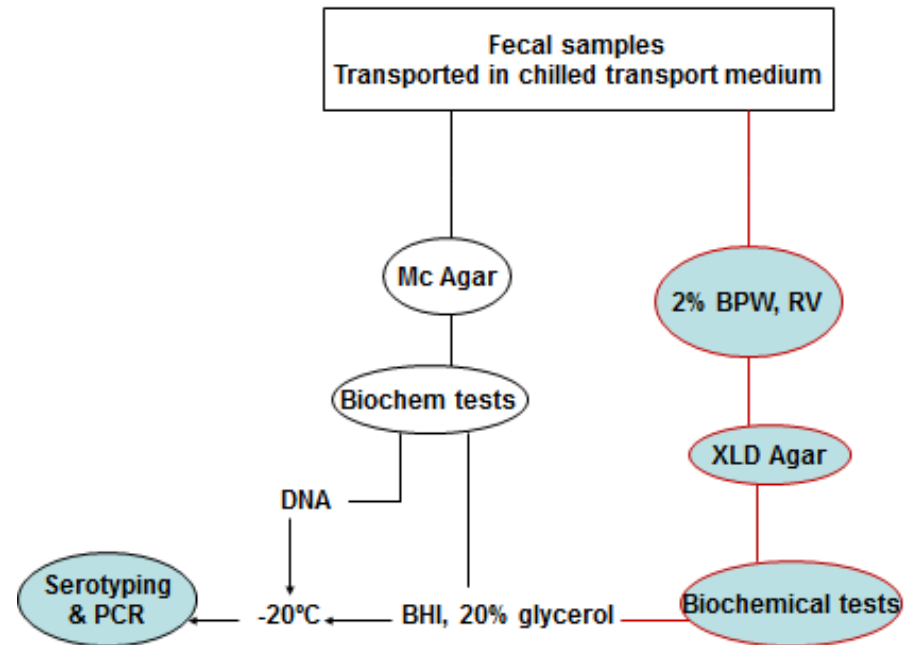 Fecal samples
Transported in chilled transport medium
Mc Agar
2% BPW, RV
Biochem tests
XLD Agar
DNA
Serotyping
& PCR
-20°C
BHI, 20% glycerol
Biochemical tests